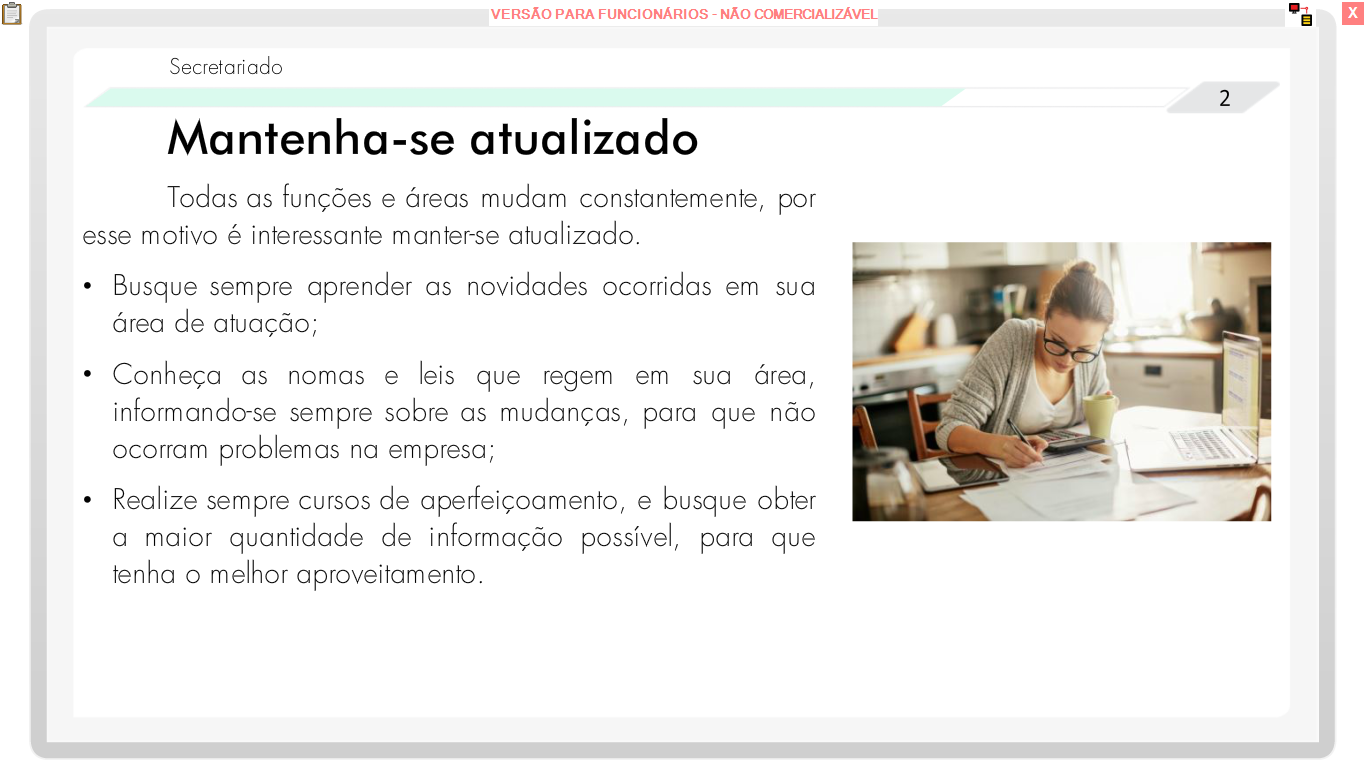 VERSÃO PARA FUNCIONÁRIOS - NÃO COMERCIALIZÁVEL
X
Secretariado
2
Mantenha-se atualizado
Todas as funções e áreas mudam constantemente, por
esse motivo é interessante manter-se atualizado.
• Busque sempre aprender as novidades ocorridas em sua
área de atuação;
• Conheça as nomas e leis que regem em sua área,
informando-se sempre sobre as mudanças, para que não
ocorram problemas na empresa;
• Realize sempre cursos de aperfeiçoamento, e busque obter
a maior quantidade de informação possível, para que
tenha o melhor aproveitamento.